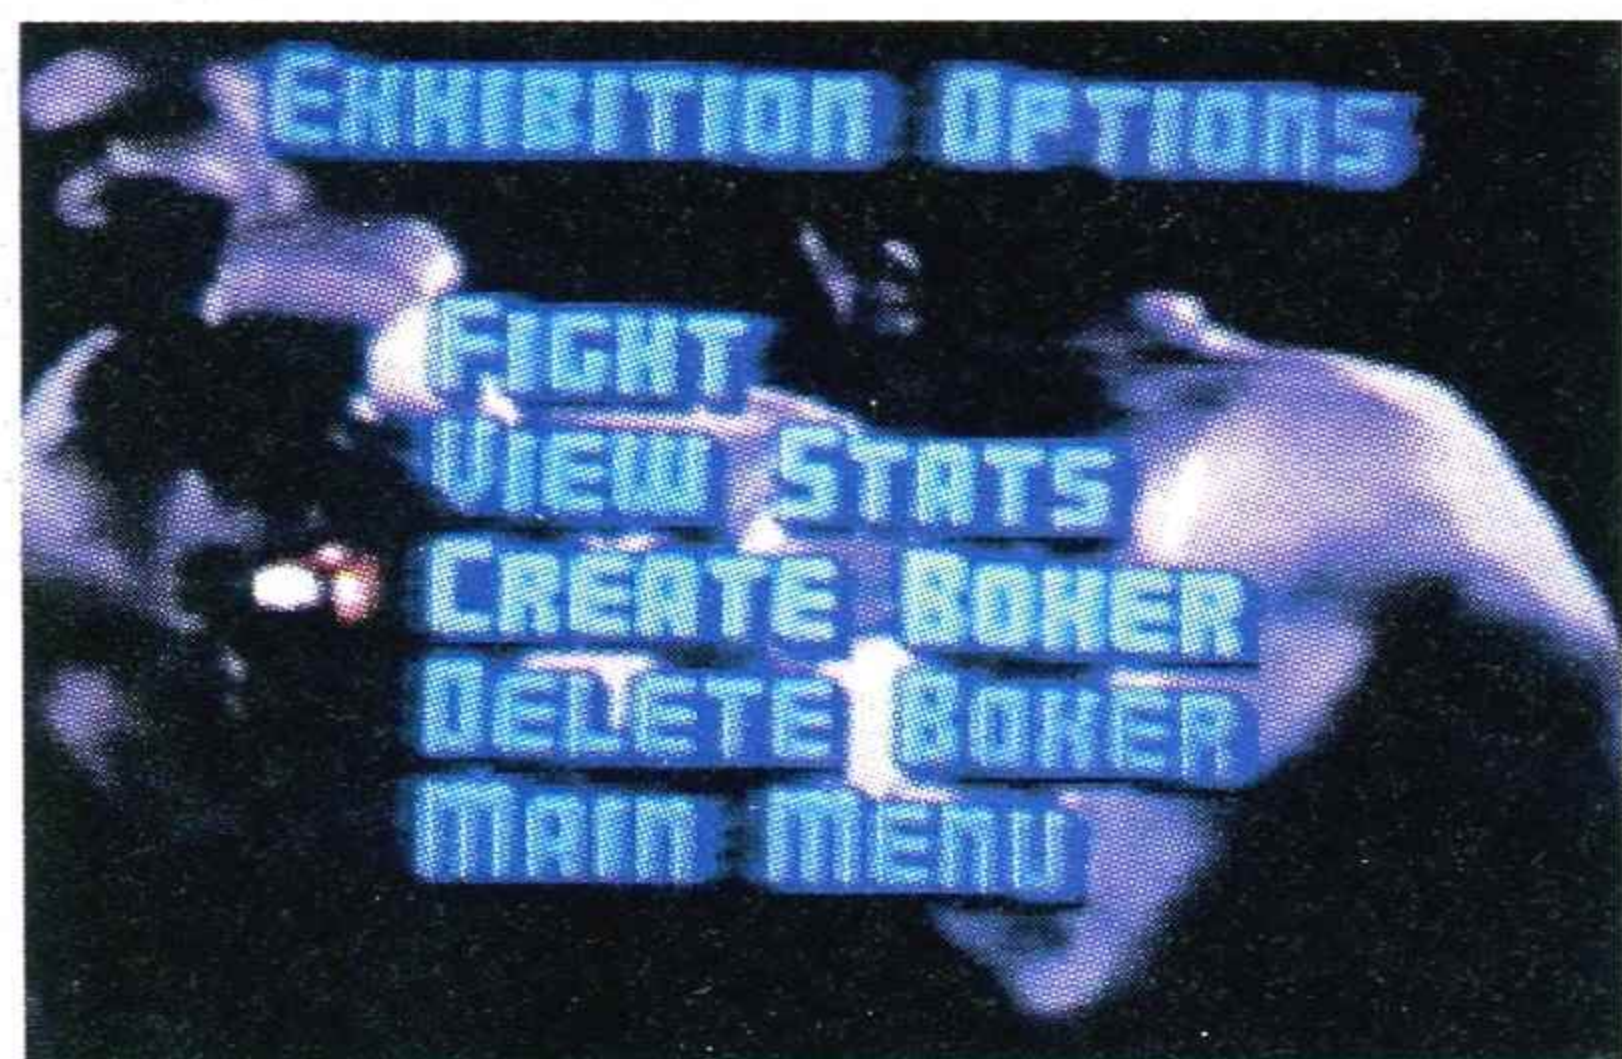 Exhibition Options
Fight
View Stats
Create Boxer
Delete Boxer
Main Menu